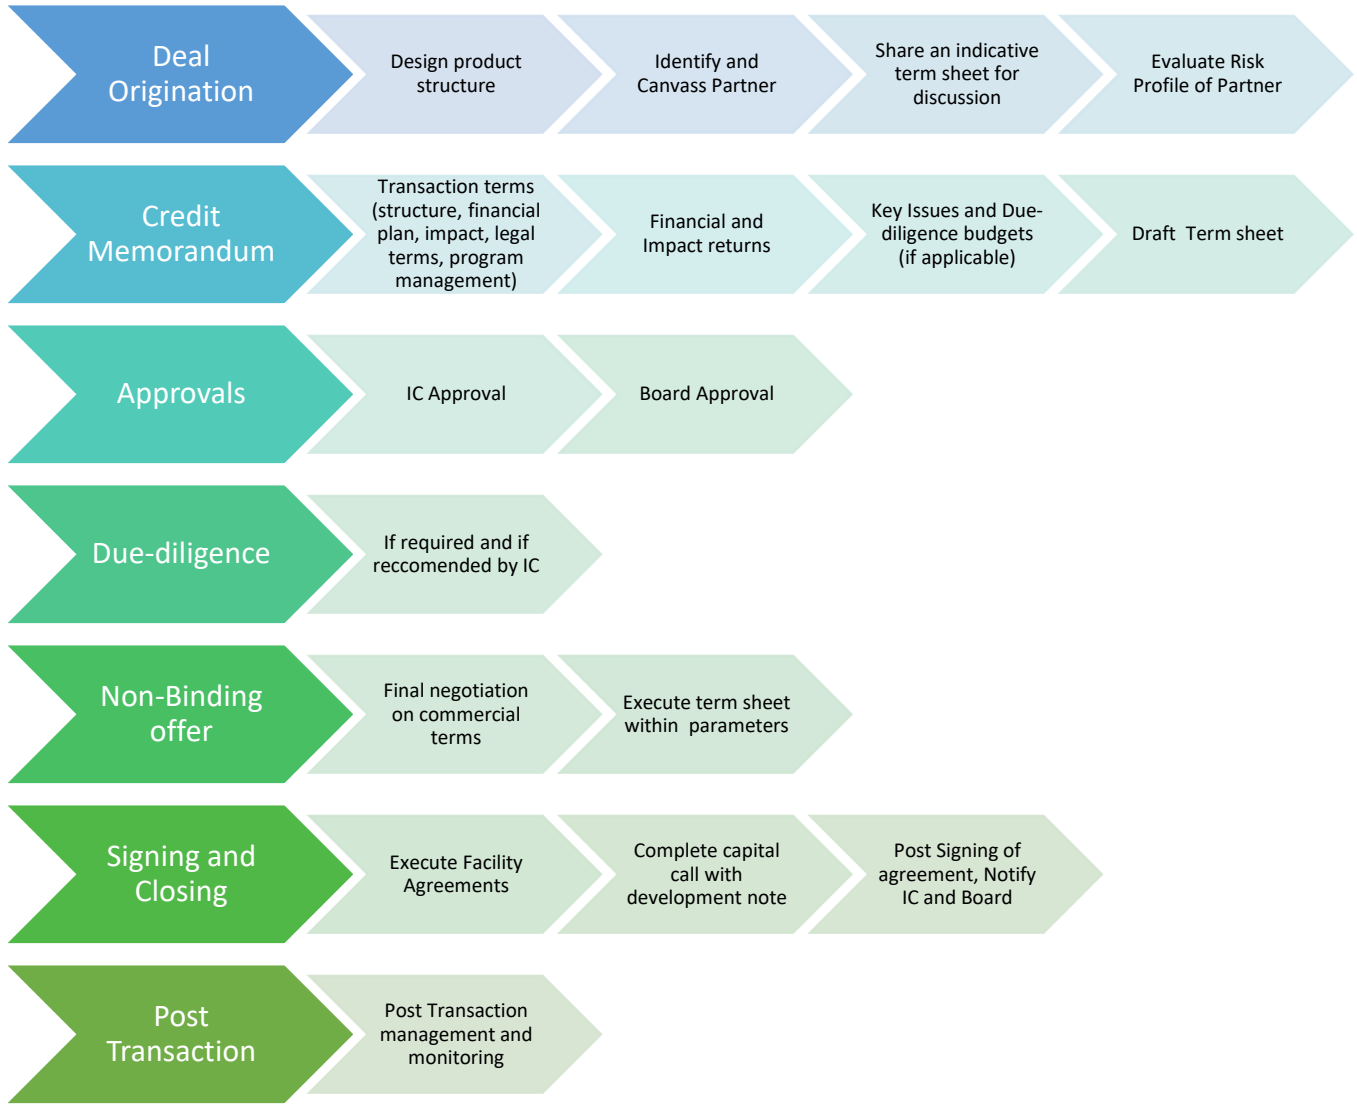 Deal
Origination
Design product
structure
Identify and
Canvass Partner
Share an indicative
term sheet for
discussion
Evaluate Risk
Profile of Partner
Credit
Memorandum
Transaction terms
(structure, financial
plan, impact, legal
terms, program
management)
Financial and
Impact returns
Key Issues and Due-
diligence budgets
(if applicable)
Draft  Term sheet
Approvals
IC Approval
Board Approval
Due-diligence
If required and if
reccomended by IC
Non-Binding
offer
Final negotiation
on commercial
terms
Execute term sheet
within  parameters
Signing and
Closing
Execute Facility
Agreements
Complete capital
call with
development note
Post Signing of
agreement, Notify
IC and Board
Post
Transaction
Post Transaction
management and
monitoring